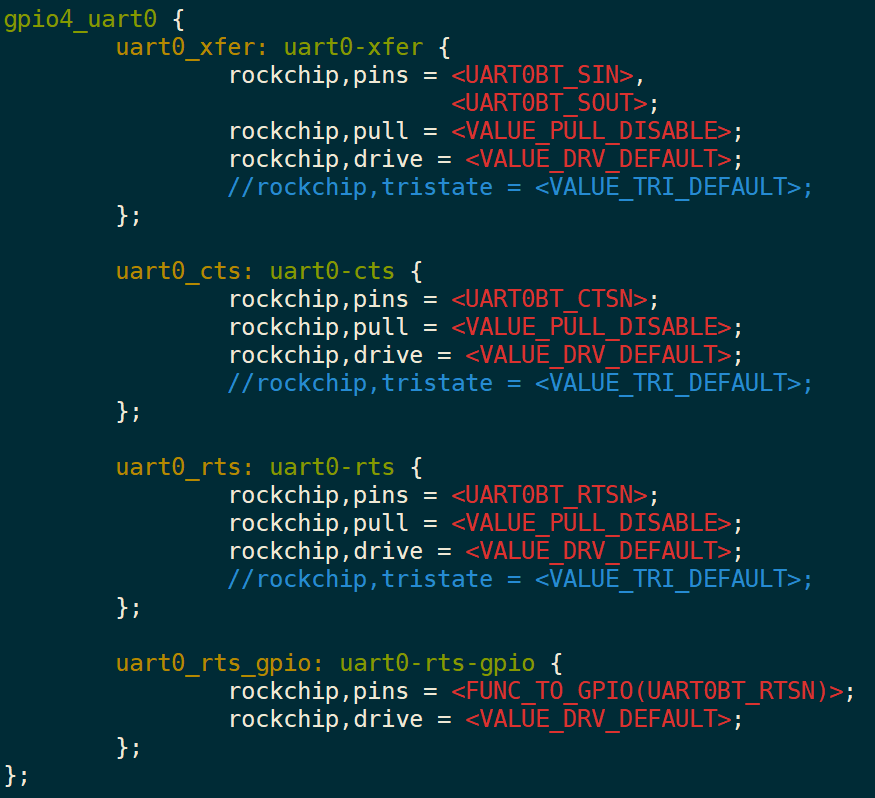 gpio4_uart0 {
        uart0_xfer: uart0-xfer {
                rockchip,pins = <UART0BT_SIN>,
                                <UART0BT_SOUT>;
                rockchip,pull = <VALUE_PULL_DISABLE>;
                rockchip,drive = <VALUE_DRV_DEFAULT>;
                //rockchip,tristate = <VALUE_TRI_DEFAULT>;
        };

        uart0_cts: uart0-cts {
                rockchip,pins = <UART0BT_CTSN>;
                rockchip,pull = <VALUE_PULL_DISABLE>;
                rockchip,drive = <VALUE_DRV_DEFAULT>;
                //rockchip,tristate = <VALUE_TRI_DEFAULT>;
        };

        uart0_rts: uart0-rts {
                rockchip,pins = <UART0BT_RTSN>;
                rockchip,pull = <VALUE_PULL_DISABLE>;
                rockchip,drive = <VALUE_DRV_DEFAULT>;
                //rockchip,tristate = <VALUE_TRI_DEFAULT>;
        };

        uart0_rts_gpio: uart0-rts-gpio {
                rockchip,pins = <FUNC_TO_GPIO(UART0BT_RTSN)>;
                rockchip,drive = <VALUE_DRV_DEFAULT>;
        };
};